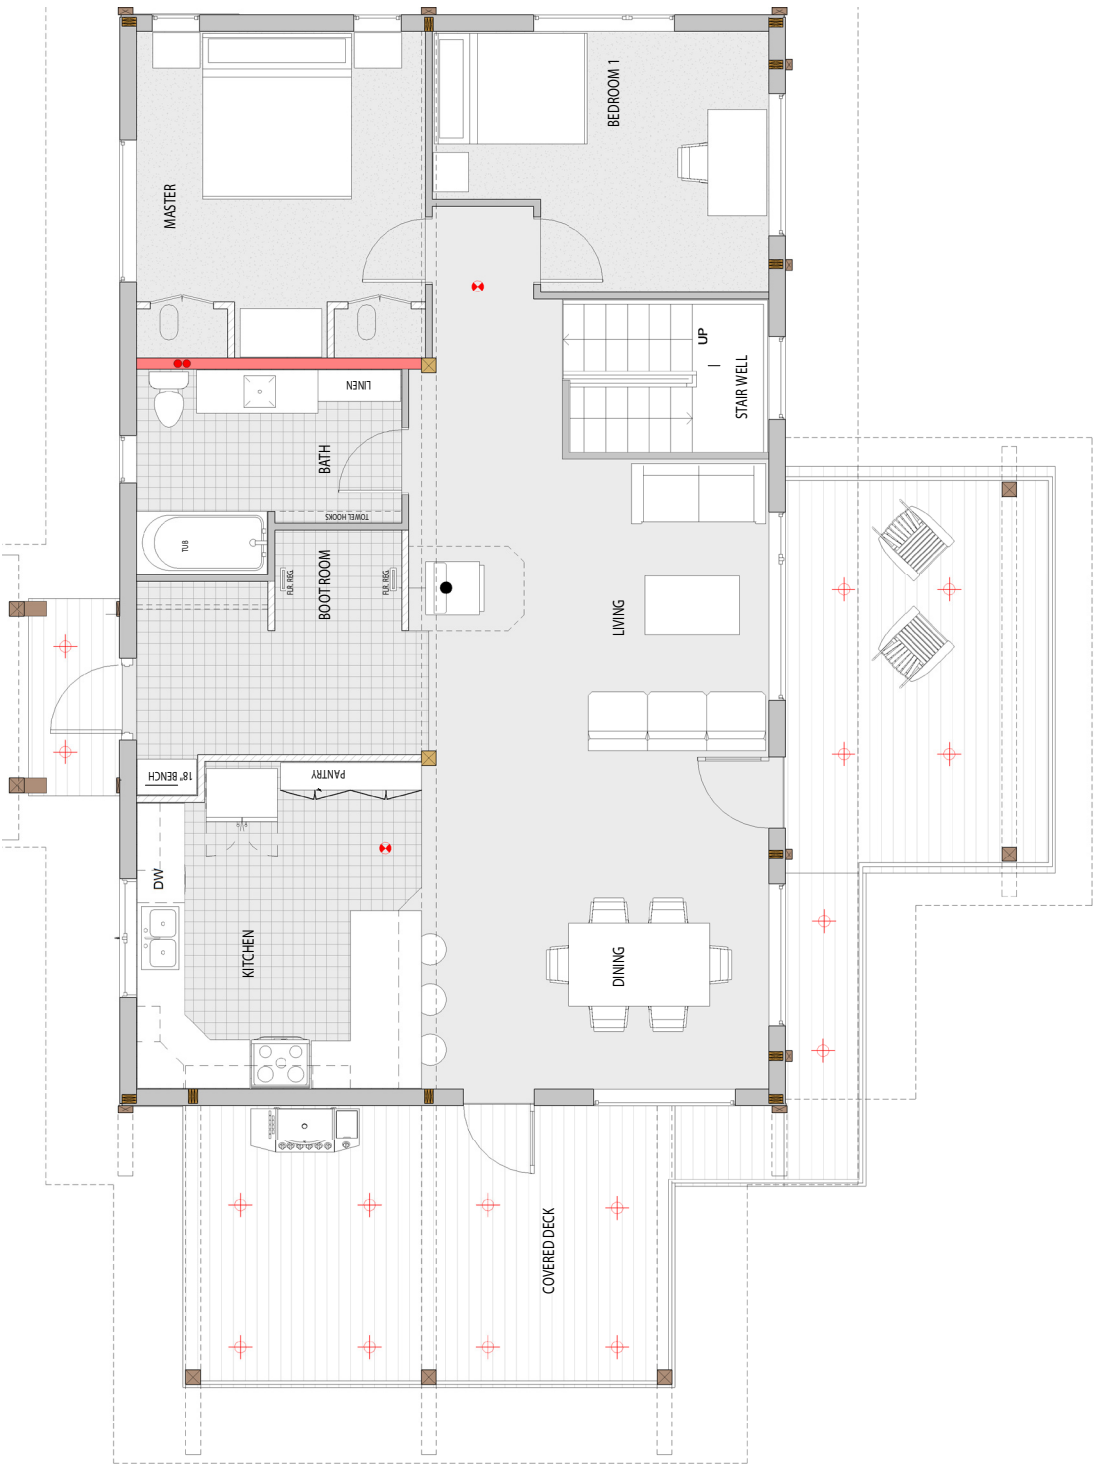 BEDROOM 1
MASTER
UP
STAIR WELL
LINEN
BATH
TOWEL HOOKS
TUB
BOOT ROOM
FLR. REG.
FLR. REG.
LIVING
18" BENCH
PANTRY
DW
KITCHEN
DINING
COVERED DECK